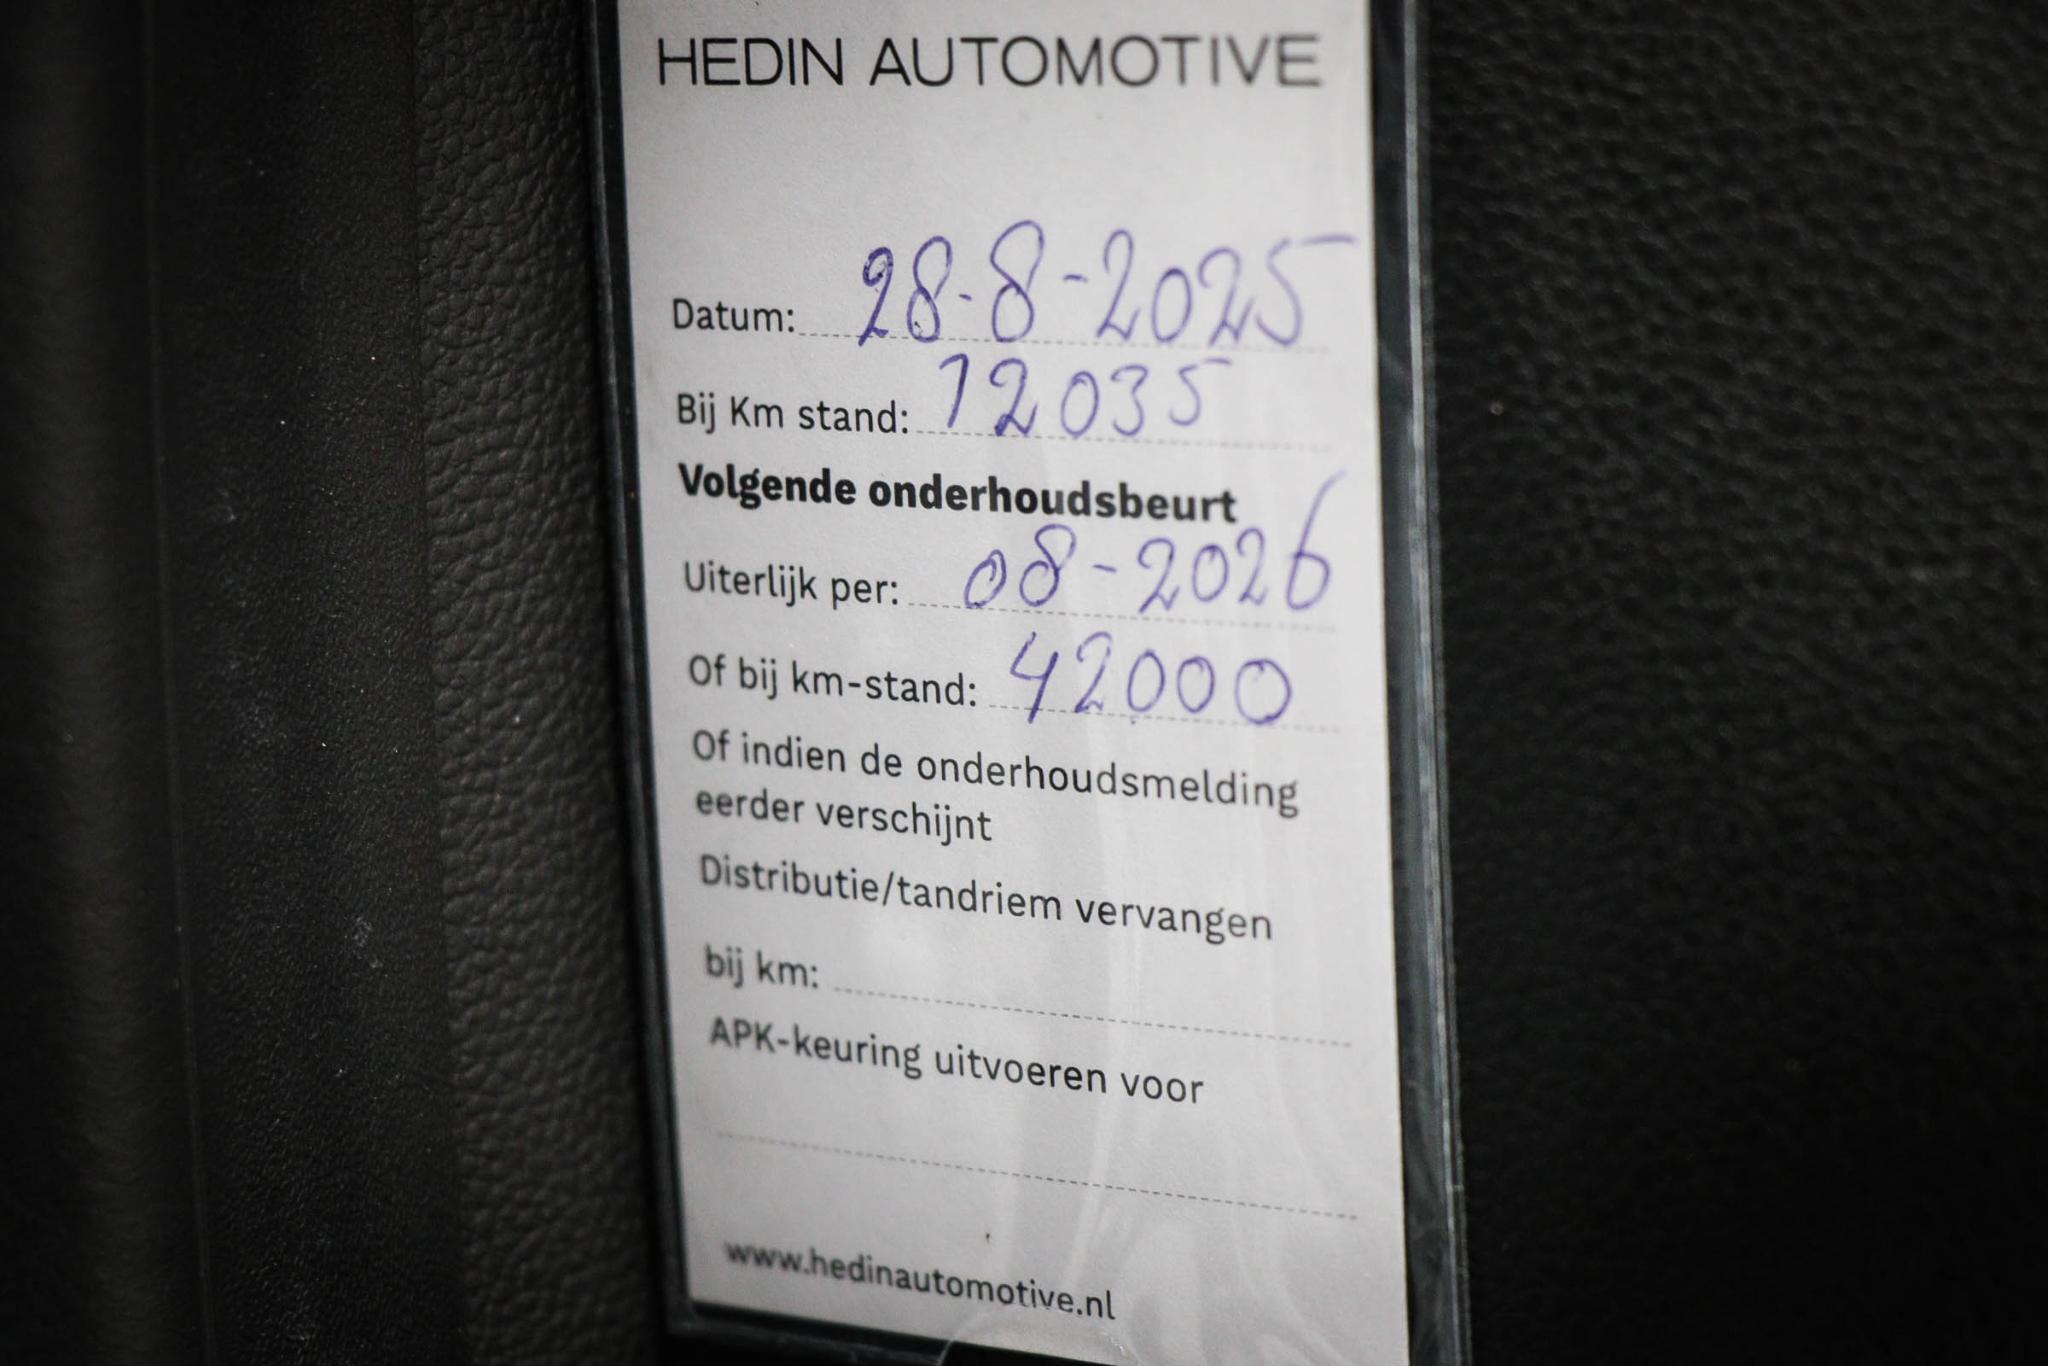 HEDIN AUTOMOTIVE
Datum: 28-8-2025
Bij Km stand: 12035
Volgende onderhoudsbeurt
Uiterlijk per: 08-2026
Of bij km-stand: 42000
Of indien de onderhoudsmelding
eerder verschijnt
Distributie/tandriem vervangen
bij km:
APK-keuring uitvoeren voor
www.hedinautomotive.nl